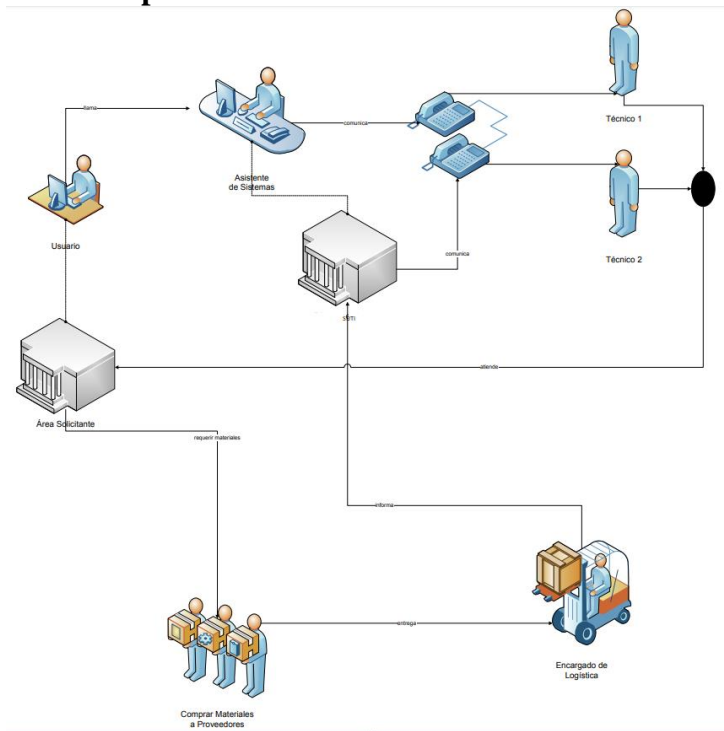 llama
comunica
Técnico 1
Asistente
de Sistemas
Usuario
comunica
Técnico 2
atiende
Área Solicitante
requerir materiales
informa
entrega
Encargado de
Logística
Comprar Materiales
a Proveedores